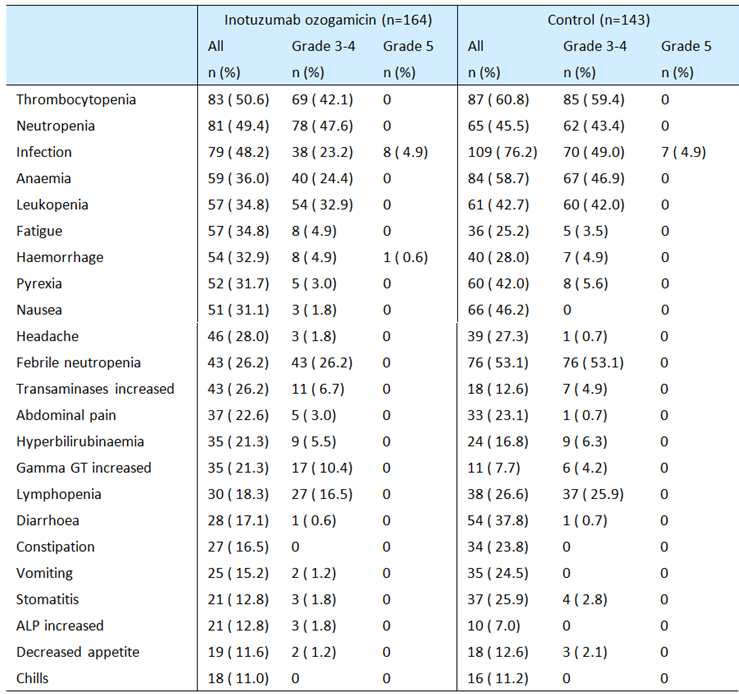 Inotuzumab ozogamicin (n=164) Control (n=143)
All Grade 3-4 Grade 5 All Grade 3-4 Grade 5
n (%) n (%) n (%) n (%) n (%) n (%)
Thrombocytopenia 83 ( 50.6) 69 ( 42.1) 0 87 ( 60.8) 85 ( 59.4) 0
Neutropenia 81 ( 49.4) 78 ( 47.6) 0 65 ( 45.5) 62 ( 43.4) 0
Infection 79 ( 48.2) 38 ( 23.2) 8 ( 4.9) 109 ( 76.2) 70 ( 49.0) 7 ( 4.9)
Anaemia 59 ( 36.0) 40 ( 24.4) 0 84 ( 58.7) 67 ( 46.9) 0
Leukopenia 57 ( 34.8) 54 ( 32.9) 0 61 ( 42.7) 60 ( 42.0) 0
Fatigue 57 ( 34.8) 8 ( 4.9) 0 36 ( 25.2) 5 ( 3.5) 0
Haemorrhage 54 ( 32.9) 8 ( 4.9) 1 ( 0.6) 40 ( 28.0) 7 ( 4.9) 0
Pyrexia 52 ( 31.7) 5 ( 3.0) 0 60 ( 42.0) 8 ( 5.6) 0
Nausea 51 ( 31.1) 3 ( 1.8) 0 66 ( 46.2) 0 0
Headache 46 ( 28.0) 3 ( 1.8) 0 39 ( 27.3) 1 ( 0.7) 0
Febrile neutropenia 43 ( 26.2) 43 ( 26.2) 0 76 ( 53.1) 76 ( 53.1) 0
Transaminases increased 43 ( 26.2) 11 ( 6.7) 0 18 ( 12.6) 7 ( 4.9) 0
Abdominal pain 37 ( 22.6) 5 ( 3.0) 0 33 ( 23.1) 1 ( 0.7) 0
Hyperbilirubinaemia 35 ( 21.3) 9 ( 5.5) 0 24 ( 16.8) 9 ( 6.3) 0
Gamma GT increased 35 ( 21.3) 17 ( 10.4) 0 11 ( 7.7) 6 ( 4.2) 0
Lymphopenia 30 ( 18.3) 27 ( 16.5) 0 38 ( 26.6) 37 ( 25.9) 0
Diarrhoea 28 ( 17.1) 1 ( 0.6) 0 54 ( 37.8) 1 ( 0.7) 0
Constipation 27 ( 16.5) 0 0 34 ( 23.8) 0 0
Vomiting 25 ( 15.2) 2 ( 1.2) 0 35 ( 24.5) 0 0
Stomatitis 21 ( 12.8) 3 ( 1.8) 0 37 ( 25.9) 4 ( 2.8) 0
ALP increased 21 ( 12.8) 3 ( 1.8) 0 10 ( 7.0) 0 0
Decreased appetite 19 ( 11.6) 2 ( 1.2) 0 18 ( 12.6) 3 ( 2.1) 0
Chills 18 ( 11.0) 0 0 16 ( 11.2) 0 0